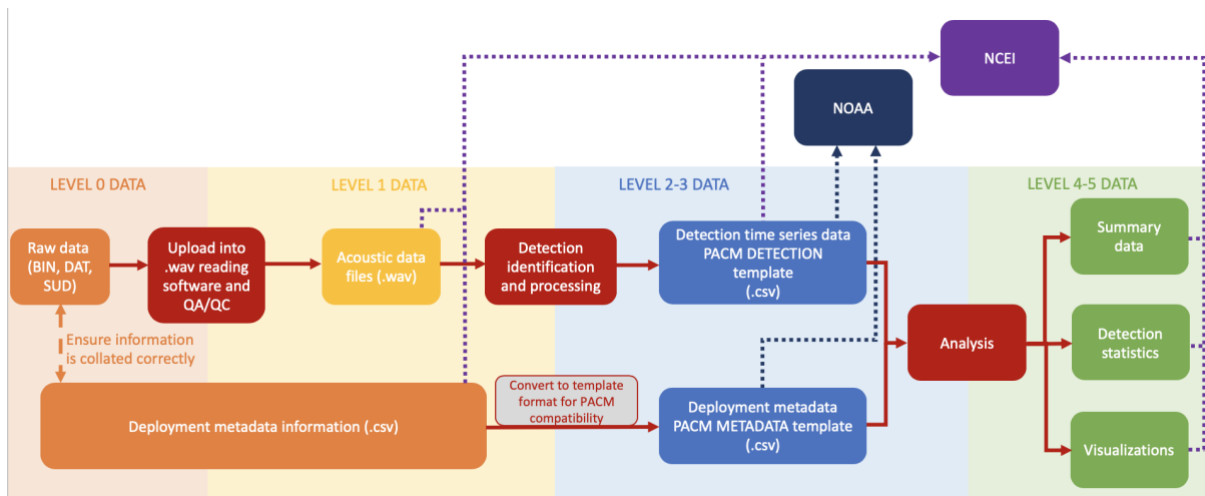 NCEI
NOAA
LEVEL 0 DATA
LEVEL 1 DATA
LEVEL 2-3 DATA
LEVEL 4-5 DATA
Raw data
(BIN, DAT,
SUD)
Upload into
.wav reading
software and
QA/QC
Acoustic data
files (.wav)
Detection
identification
and processing
Detection time series data
PACM DETECTION
template
(.csv)
Summary
data
Ensure information
is collated correctly
Analysis
Detection
statistics
Deployment metadata information (.csv)
Convert to template
format for PACM
compatibility
Deployment metadata
PACM METADATA template
(.csv)
Visualizations